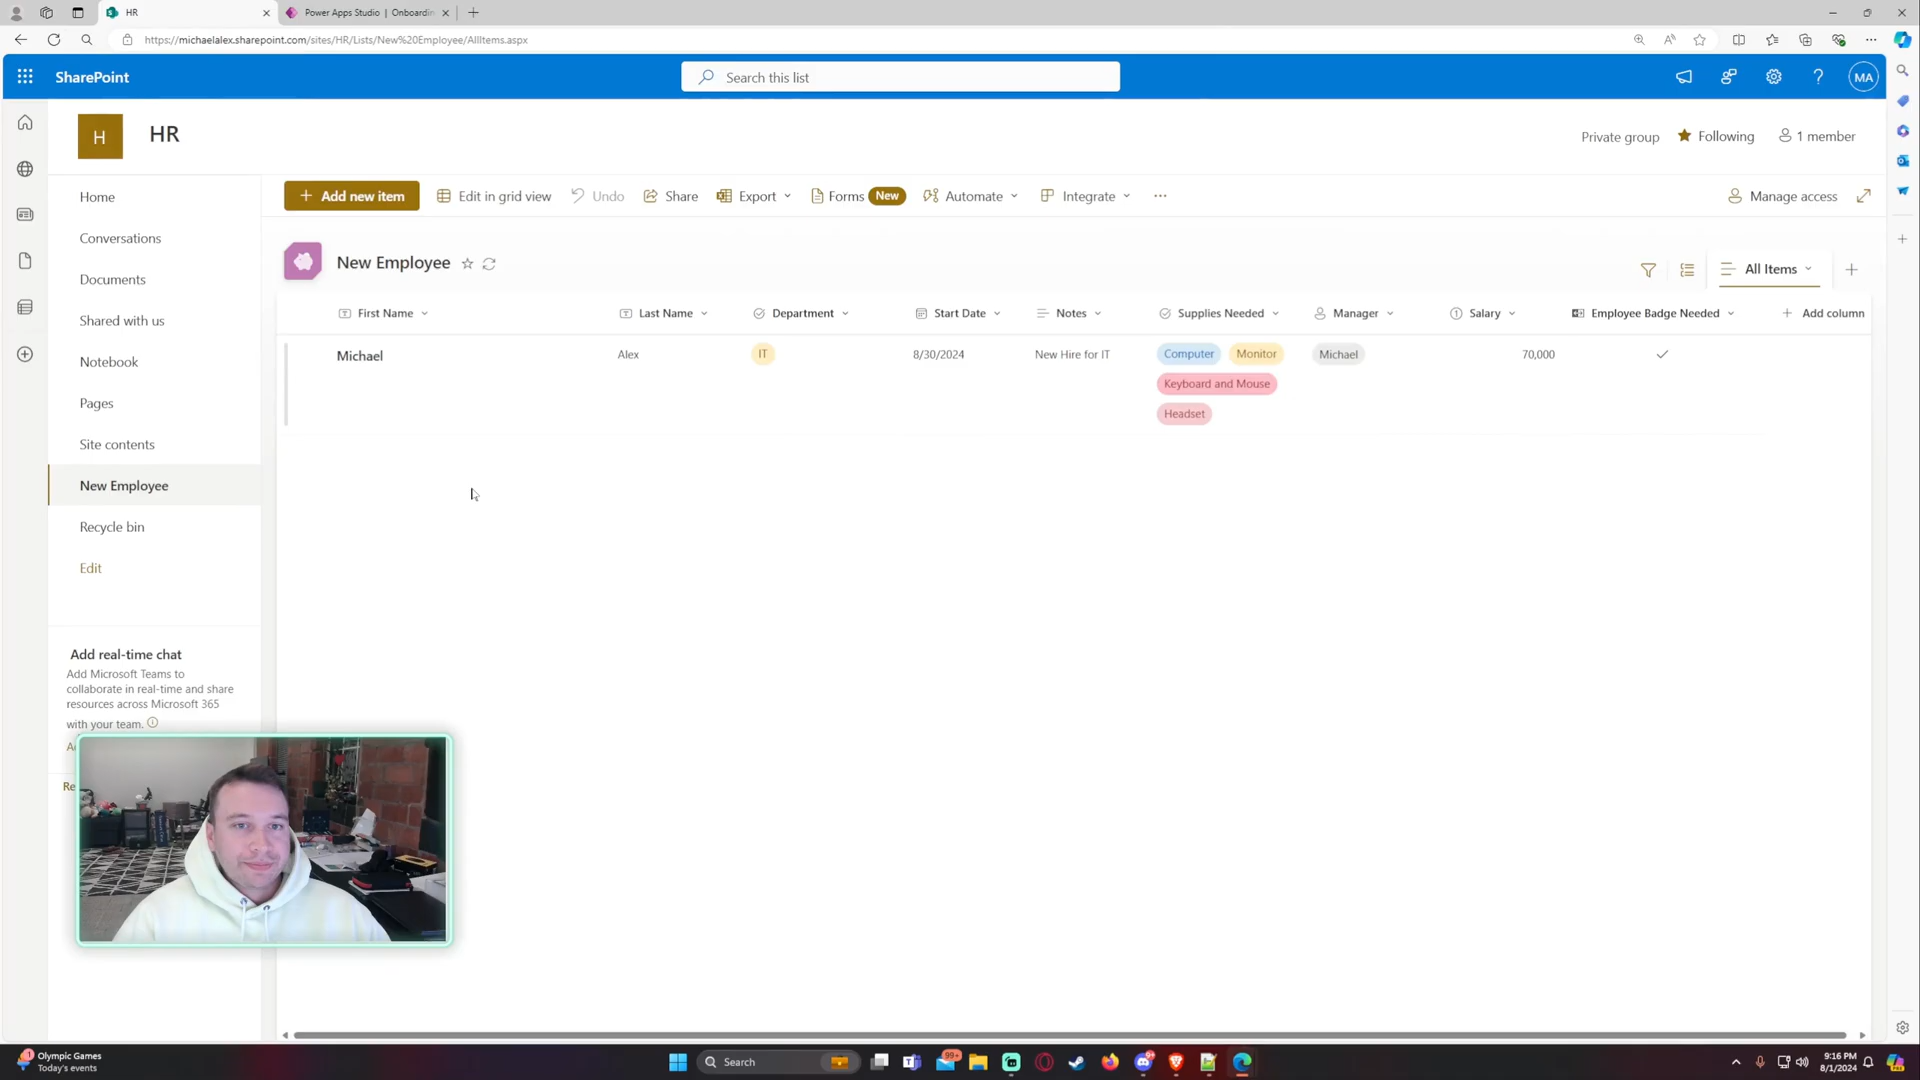 HR
Power Apps Studio | Onboardin
https://michaelalex.sharepoint.com/sites/HR/Lists/New%20Employee/AllItems.aspx
SharePoint
Search this list
MA
H
HR
Private group
Following
1 member
Home
Conversations
Documents
Shared with us
Notebook
Pages
Site contents
New Employee
Recycle bin
Edit
Add new item
Edit in grid view
Undo
Share
Export
Forms
New
Automate
Integrate
Manage access
New Employee
All Items
First Name
Last Name
Department
Start Date
Notes
Supplies Needed
Manager
Salary
Employee Badge Needed
Add column
Michael
Alex
IT
8/30/2024
New Hire for IT
Computer
Monitor
Michael
70,000
Keyboard and Mouse
Headset
Add real-time chat
Add Microsoft Teams to
collaborate in real-time and share
resources across Microsoft 365
with your team.
Re
1
Olympic Games
Today's events
Search
99+
9:16 PM
8/1/2024